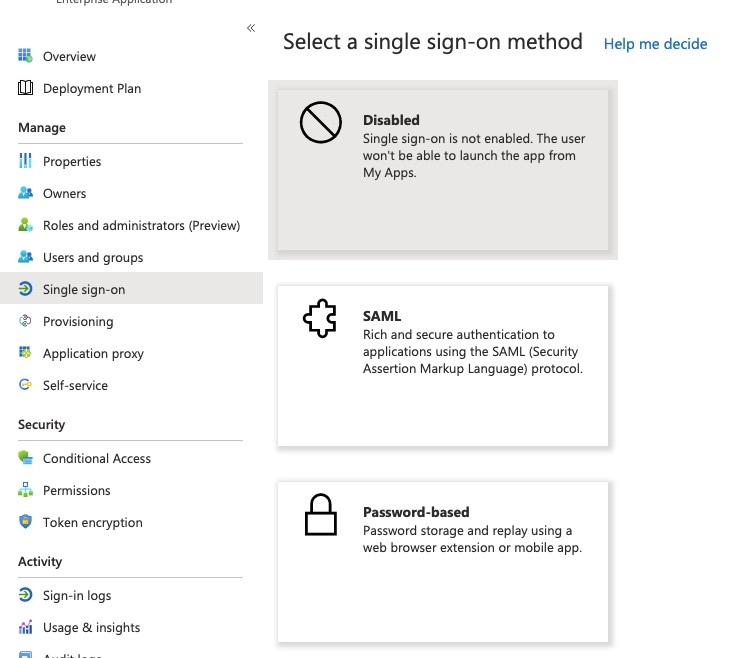 Enterprise Application
«
Overview
Deployment Plan
Manage
Properties
Owners
Roles and administrators (Preview)
Users and groups
Single sign-on
Provisioning
Application proxy
Self-service
Security
Conditional Access
Permissions
Token encryption
Activity
Sign-in logs
Usage & insights
Audit logs
Select a single sign-on method
Help me decide
Disabled
Single sign-on is not enabled. The user
won't be able to launch the app from
My Apps.
SAML
Rich and secure authentication to
applications using the SAML (Security
Assertion Markup Language) protocol.
Password-based
Password storage and replay using a
web browser extension or mobile app.